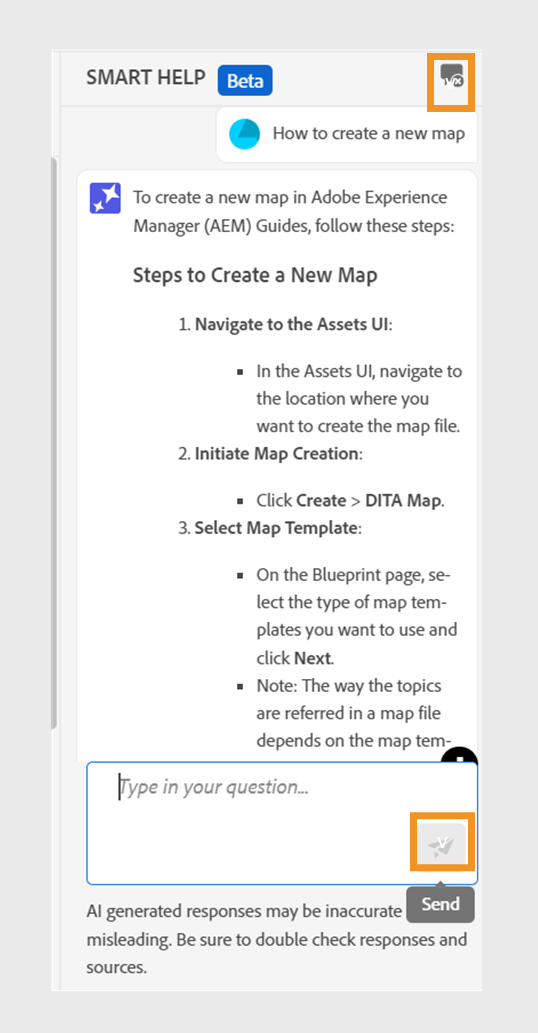 SMART HELP Beta
How to create a new map
To create a new map in Adobe Experience
Manager (AEM) Guides, follow these steps:
Steps to Create a New Map
1. Navigate to the Assets UI:
▪ In the Assets UI, navigate to
the location where you
want to create the map file.
2. Initiate Map Creation:
▪ Click Create > DITA Map.
3. Select Map Template:
▪ On the Blueprint page, se-
lect the type of map tem-
plates you want to use and
click Next.
▪ Note: The way the topics
are referred in a map file
depends on the map tem-
Type in your question...
Send
AI generated responses may be inaccurate
misleading. Be sure to double check responses and
sources.